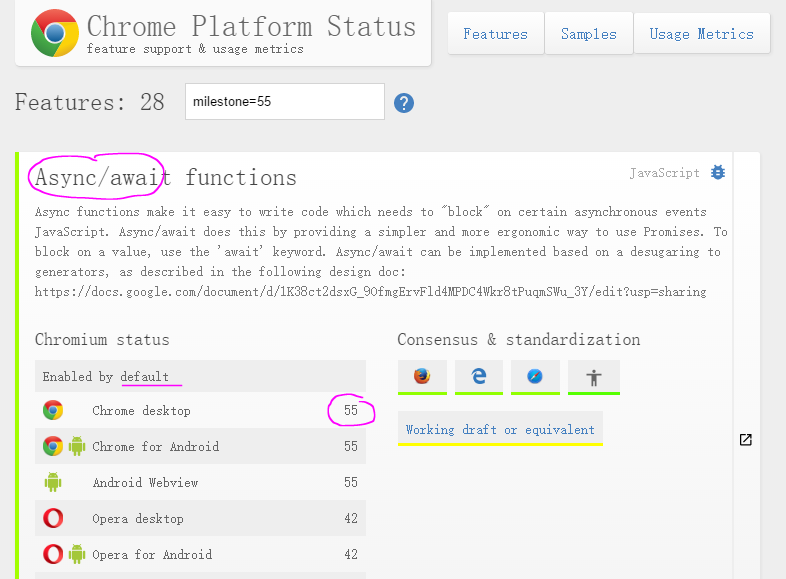 Chrome Platform Status
feature support & usage metrics
Features
Samples
Usage Metrics
Features: 28
milestone=55
?
Async/await functions
JavaScript
Async functions make it easy to write code which needs to "block" on certain asynchronous events
JavaScript. Async/await does this by providing a simpler and more ergonomic way to use Promises. To
block on a value, use the 'await' keyword. Async/await can be implemented based on a desugaring to
generators, as described in the following design doc:
https://docs.google.com/document/d/1K38ct2dsxG_9OfmgErvFld4MPDC4Wkr8tPuqmSWu_3Y/edit?usp=sharing
Chromium status
Consensus & standardization
Enabled by default
Chrome desktop 55
Chrome for Android 55
Working draft or equivalent
Android Webview 55
Opera desktop 42
Opera for Android 42